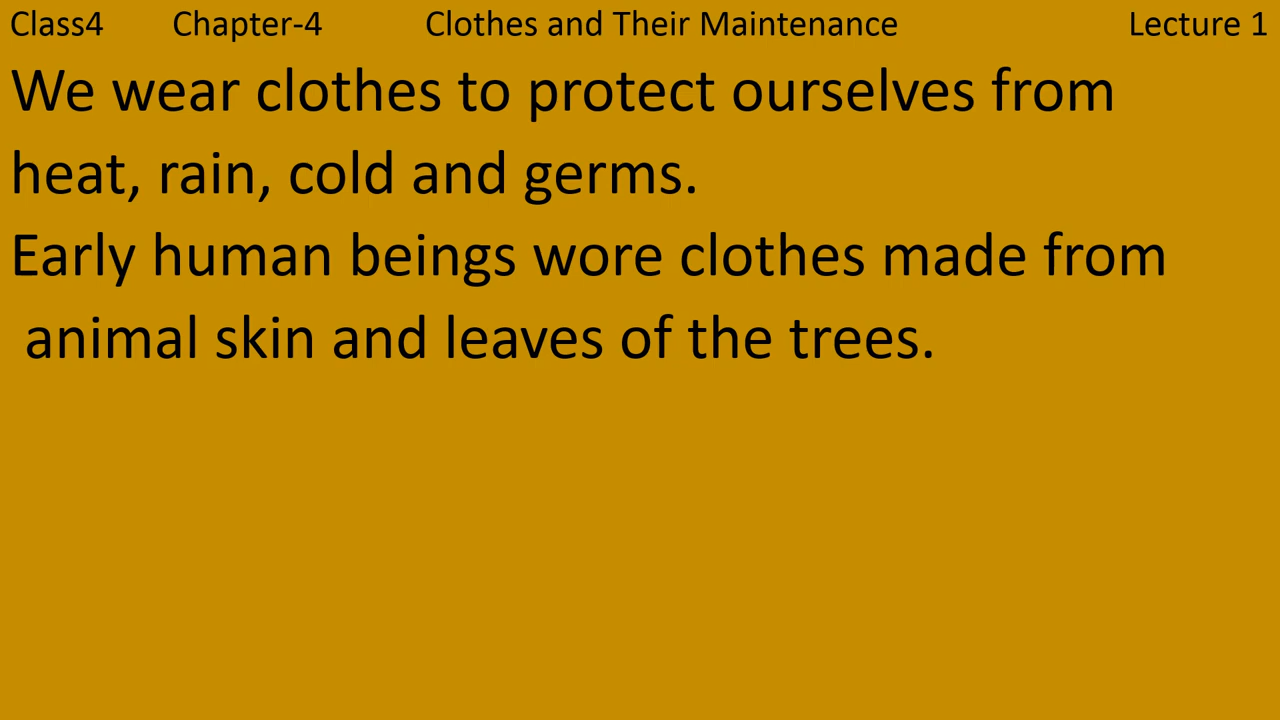 Class4 Chapter-4 Clothes and Their Maintenance Lecture 1
We wear clothes to protect ourselves from
heat, rain, cold and germs.
Early human beings wore clothes made from
animal skin and leaves of the trees.